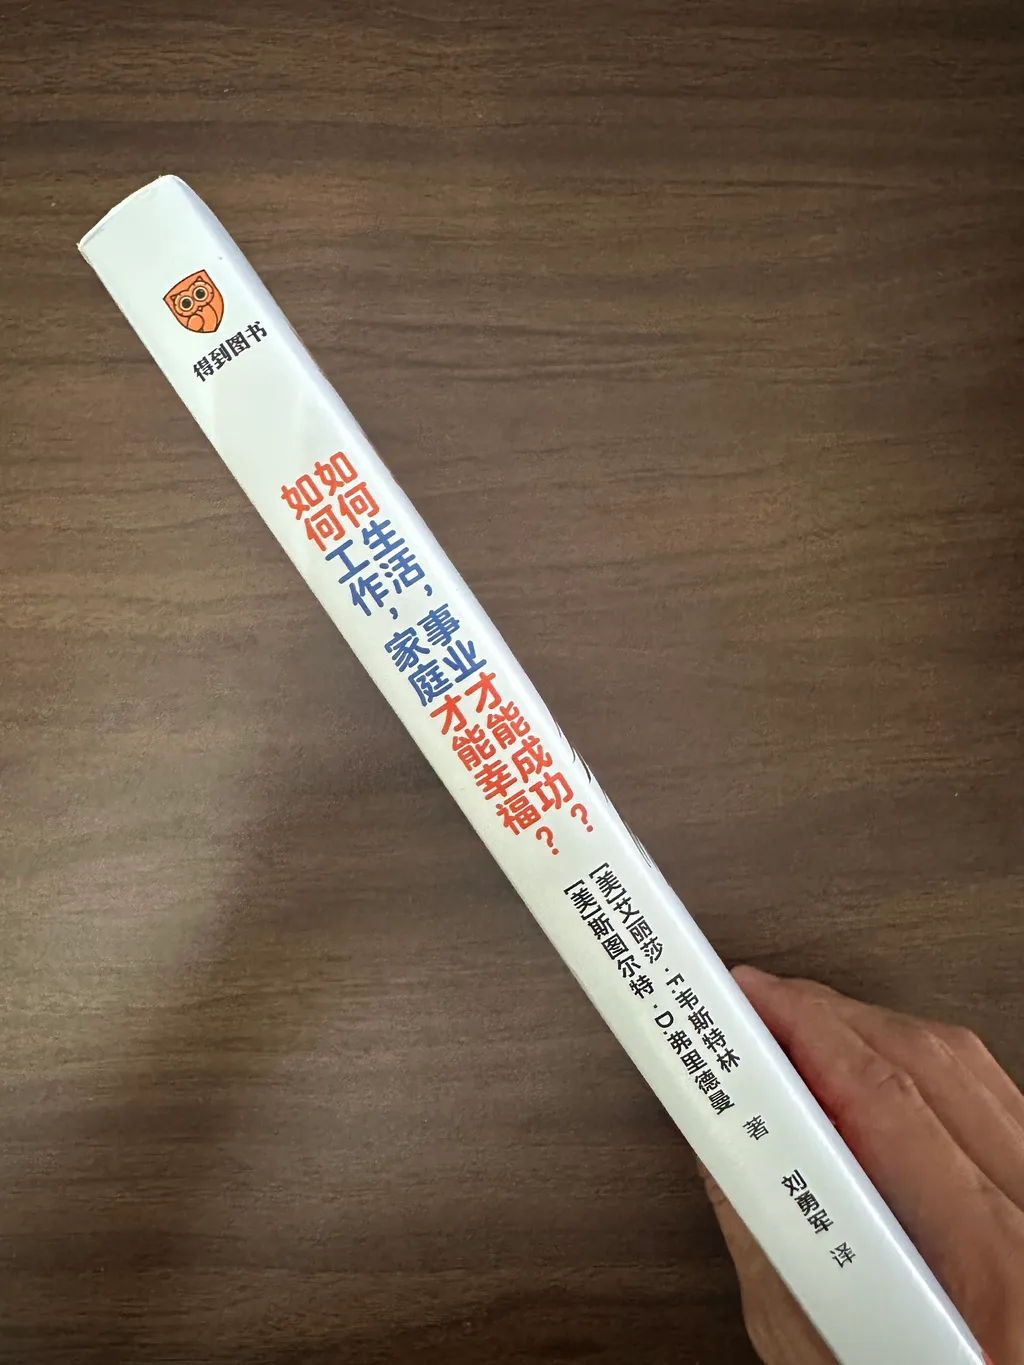 得到图书
如何生活，事业才能成功？
如何工作，家庭才能幸福？
[美]艾丽莎·F·韦斯特林
[美]斯图尔特·D·弗里德曼
著
刘勇军 译